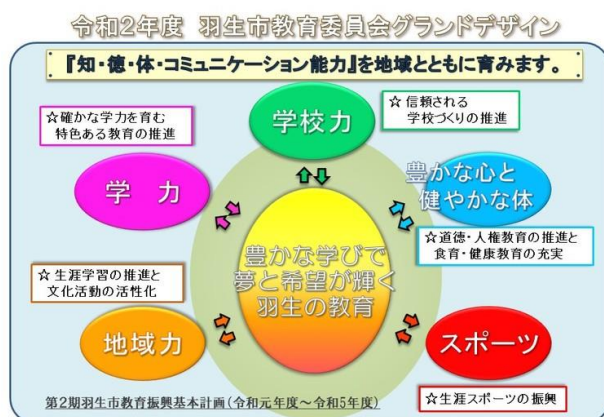 令和2年度 羽生市教育委員会グランドデザイン
『知・徳・体・コミュニケーション能力』を地域とともに育みます。
☆確かな学力を育む
特色ある教育の推進
学校力
☆信頼される
学校づくりの推進
学 力
豊かな心と
健やかな体
☆道徳・人権教育の推進と
食育・健康教育の充実
豊かな学びで
夢と希望が輝く
羽生の教育
☆生涯学習の推進と
文化活動の活性化
地域力
スポーツ
☆生涯スポーツの振興
第2期羽生市教育振興基本計画(令和元年度~令和5年度)